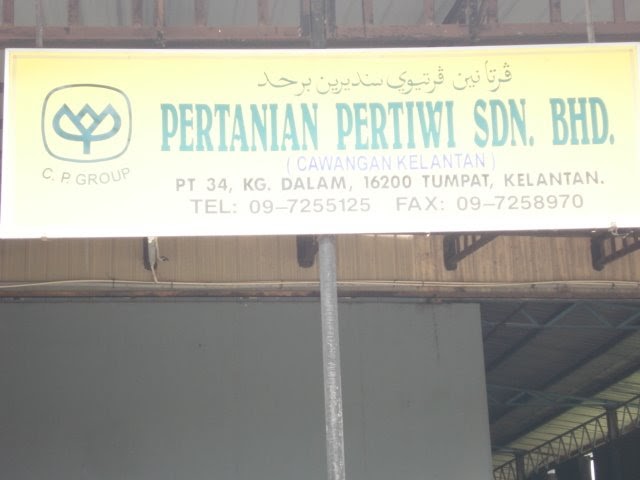 ڤرتانين ڤرتيوي سنديرين برحد
PERTANIAN PERTIWI SDN. BHD.
(CAWANGAN KELANTAN)
PT 34, KG. DALAM, 16200 TUMPAT, KELANTAN.
TEL: 09-7255125 FAX: 09-7258970
C. P. GROUP